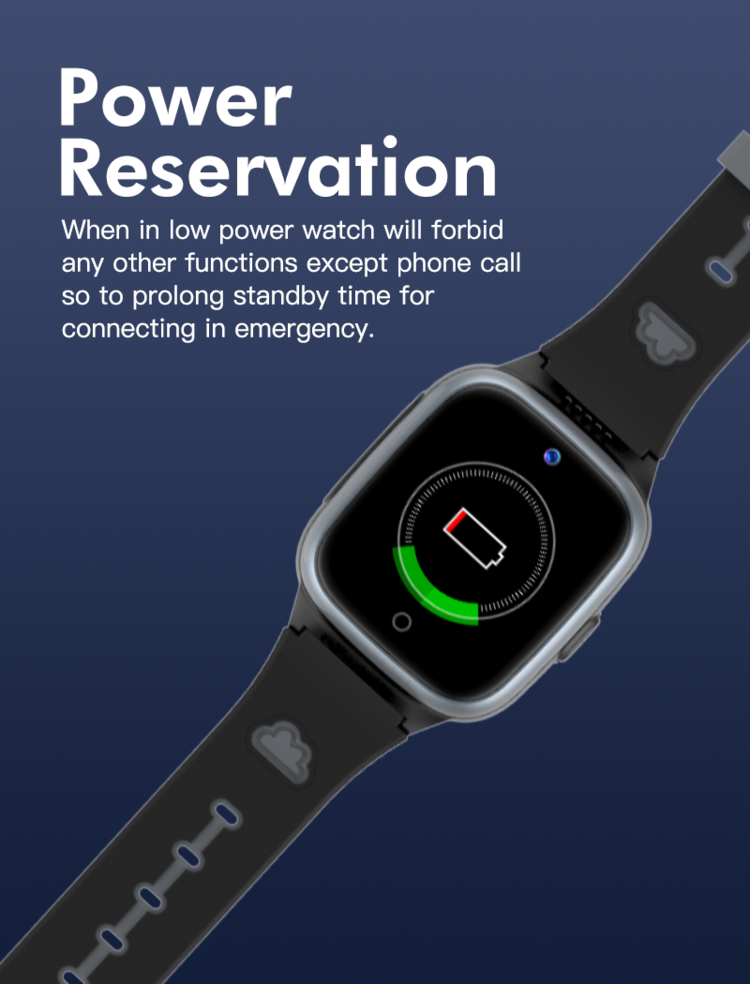 Power
Reservation
When in low power watch will forbid
any other functions except phone call
so to prolong standby time for
connecting in emergency.